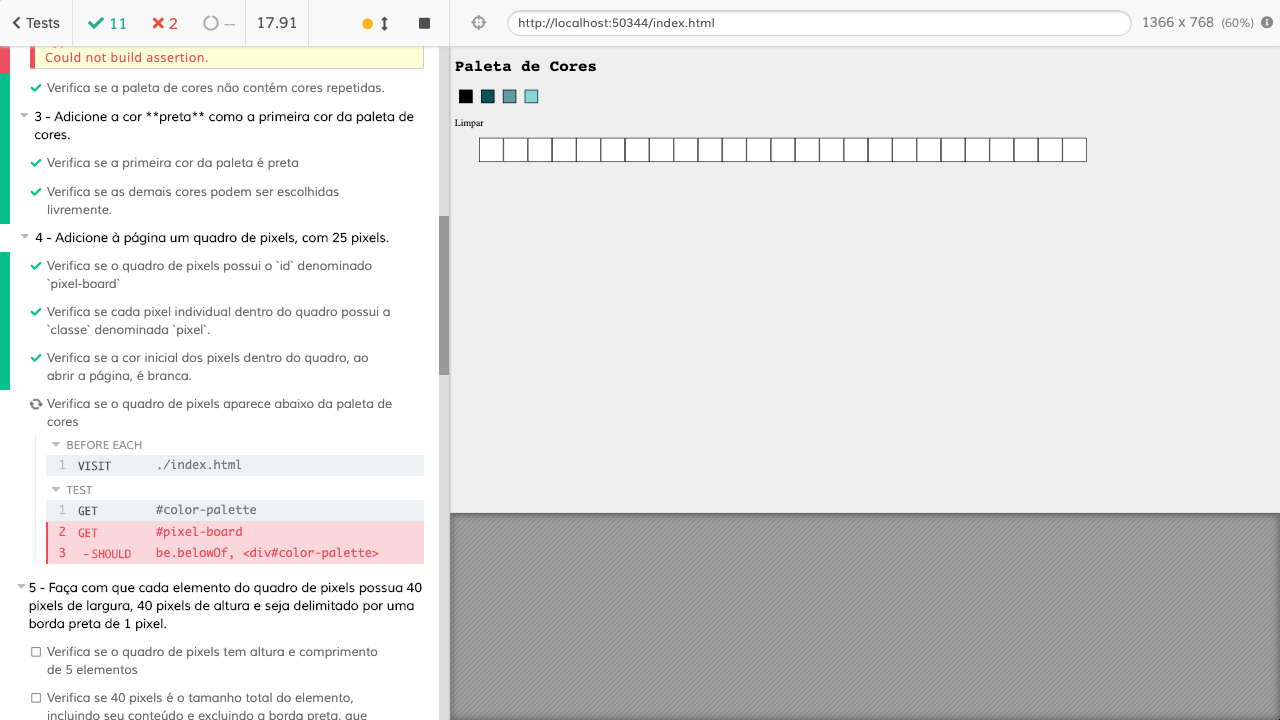 Tests
11
2
--
17.91
http://localhost:50344/index.html
1366 x 768 (60%)
Could not build assertion.
Verifica se a paleta de cores não contém cores repetidas.
3 - Adicione a cor **preta** como a primeira cor da paleta de
cores.
Verifica se a primeira cor da paleta é preta
Verifica se as demais cores podem ser escolhidas
livremente.
4 - Adicione à página um quadro de pixels, com 25 pixels.
Verifica se o quadro de pixels possui o `id` denominado
`pixel-board`
Verifica se cada pixel individual dentro do quadro possui a
`classe` denominada `pixel`.
Verifica se a cor inicial dos pixels dentro do quadro, ao
abrir a página, é branca.
Verifica se o quadro de pixels aparece abaixo da paleta de
cores
BEFORE EACH
1 VISIT ./index.html
TEST
1 GET #color-palette
2 GET #pixel-board
3 -SHOULD be.belowOf, <div#color-palette>
5 - Faça com que cada elemento do quadro de pixels possua 40
pixels de largura, 40 pixels de altura e seja delimitado por uma
borda preta de 1 pixel.
Verifica se o quadro de pixels tem altura e comprimento
de 5 elementos
Verifica se 40 pixels é o tamanho total do elemento,
incluindo seu conteúdo e excluindo a borda preta, que
Paleta de Cores
Limpar